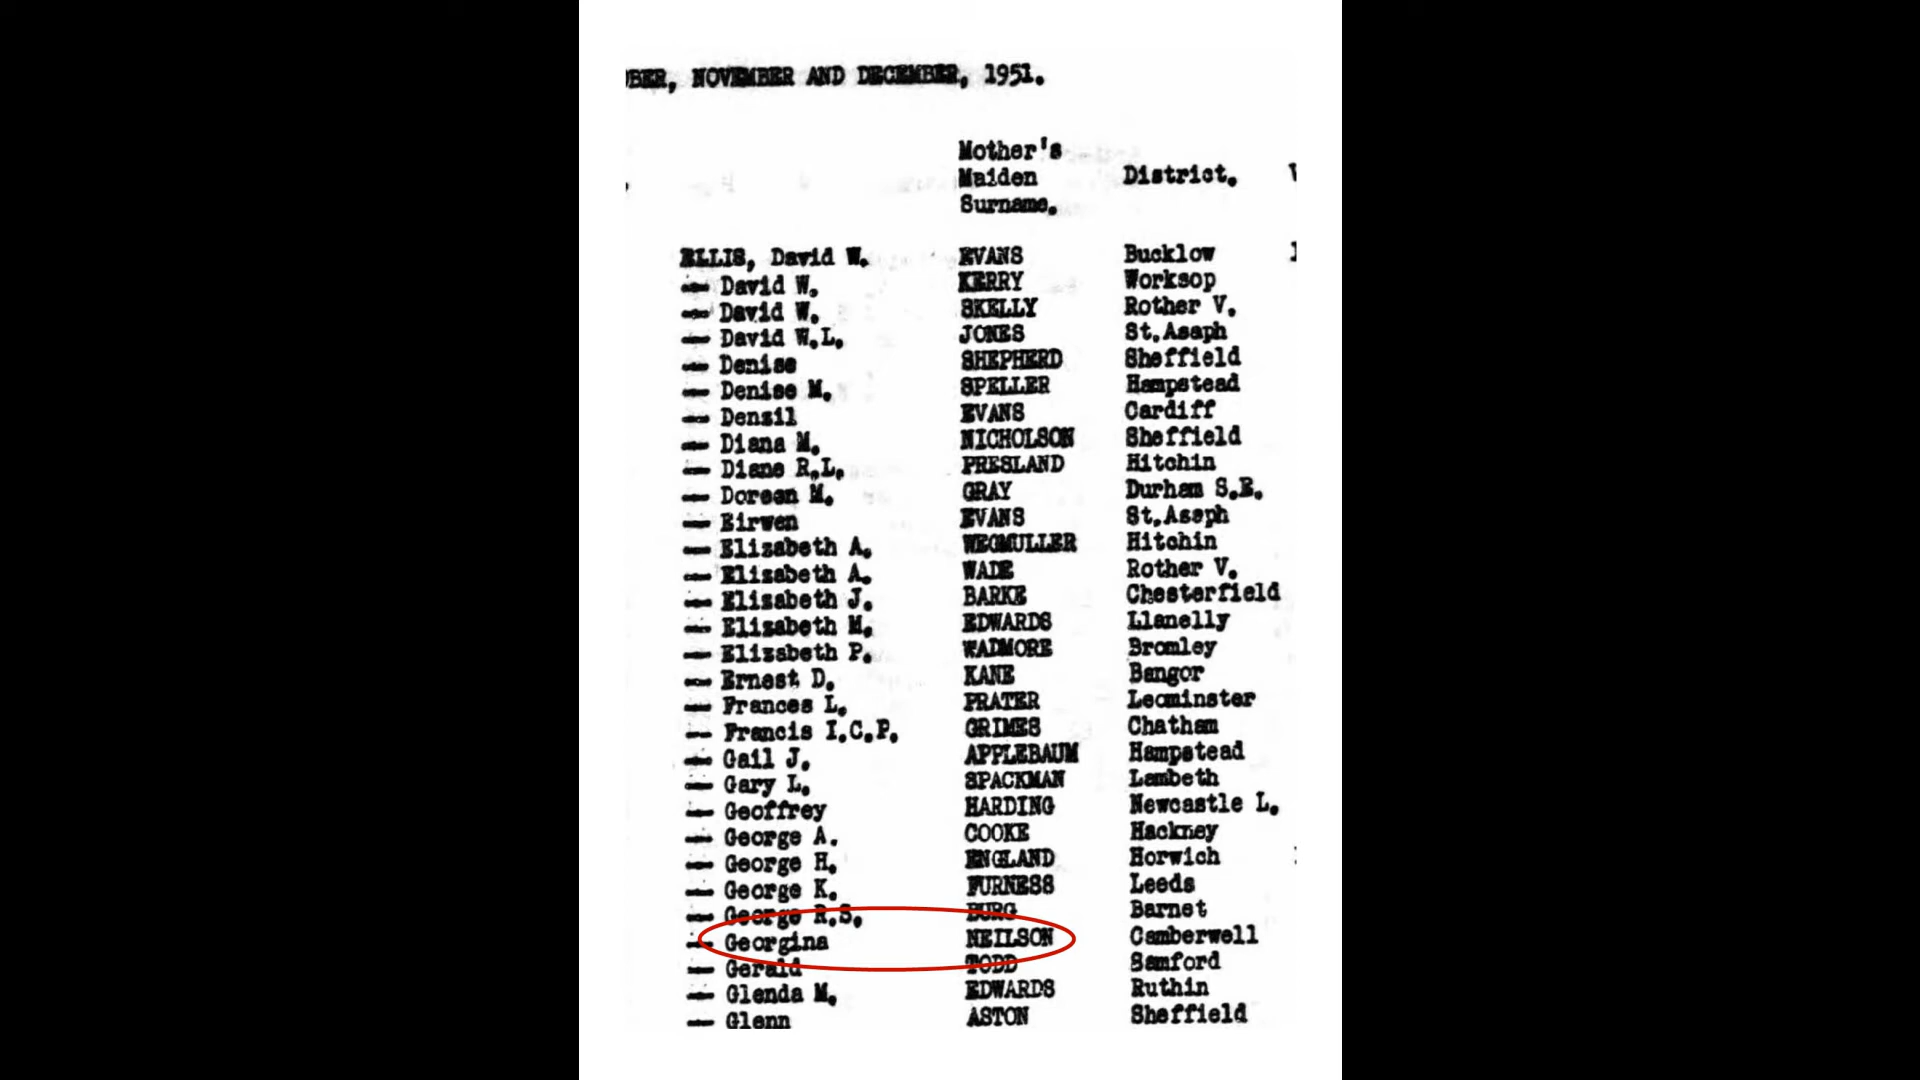 BER, NOVEMBER AND DECEMBER, 1951.
Mother's
Maiden District.
Surname.
ELLIS, David W. EVANS Bucklow
— David W. KERRY Worksop
— David W. SKELLY Rother V.
— David W.L. JONES St.Asaph
— Denise SHEPHERD Sheffield
— Denise M. SPELLER Hampstead
— Denzil EVANS Cardiff
— Diana M. NICHOLSON Sheffield
— Diane R.L. PRESLAND Hitchin
— Doreen M. GRAY Durham S.E.
— Eirwen EVANS St.Asaph
— Elizabeth A. WEGMULLER Hitchin
— Elizabeth A. WADE Rother V.
— Elizabeth J. BARKE Chesterfield
— Elizabeth M. EDWARDS Llanelly
— Elizabeth P. WADMORE Bromley
— Ernest D. KANE Bangor
— Frances L. PRATER Leominster
— Francis I.C.P. GRIMES Chatham
— Gail J. APPLEBAUM Hampstead
— Gary L. SPACKMAN Lambeth
— Geoffrey HARDING Newcastle L.
— George A. COOKE Hackney
— George H. ENGLAND Horwich
— George K. FURNESS Leeds
— George R.S. BURG Barnet
— Georgina NEILSON Camberwell
— Gerald TODD Samford
— Glenda M. EDWARDS Ruthin
— Glenn ASTON Sheffield